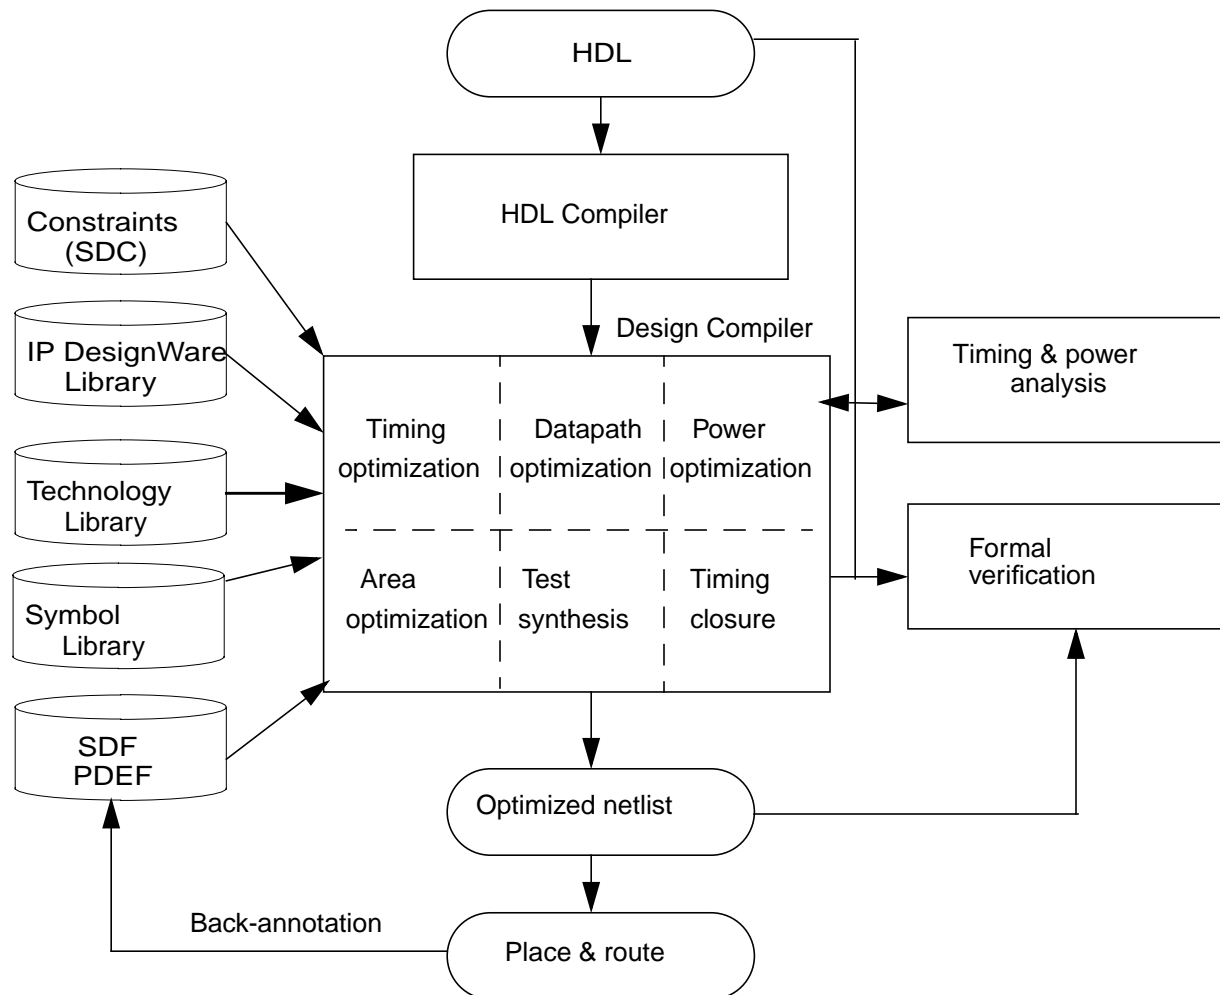 HDL
HDL Compiler
Constraints
(SDC)
Design Compiler
IP DesignWare
Library
Timing & power
analysis
Timing
optimization
Datapath
optimization
Power
optimization
Technology
Library
Formal
verification
Area
optimization
Test
synthesis
Timing
closure
Symbol
Library
SDF
PDEF
Optimized netlist
Back-annotation
Place & route